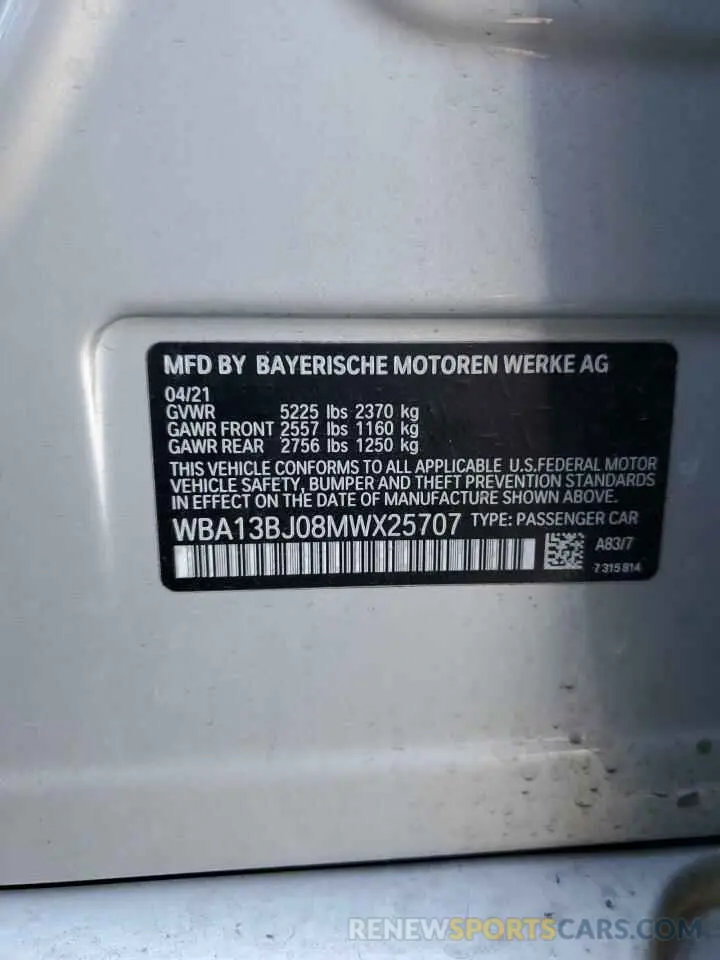 MFD BY BAYERISCHE MOTOREN WERKE AG
04/21
GVWR 5225 lbs 2370 kg
GAWR FRONT 2557 lbs 1160 kg
GAWR REAR 2756 lbs 1250 kg
THIS VEHICLE CONFORMS TO ALL APPLICABLE U.S.FEDERAL MOTOR
VEHICLE SAFETY, BUMPER AND THEFT PREVENTION STANDARDS
IN EFFECT ON THE DATE OF MANUFACTURE SHOWN ABOVE.
WBA13BJ08MWX25707 TYPE: PASSENGER CAR
A83/7
7315814
RENEWSPORTSCARS.COM